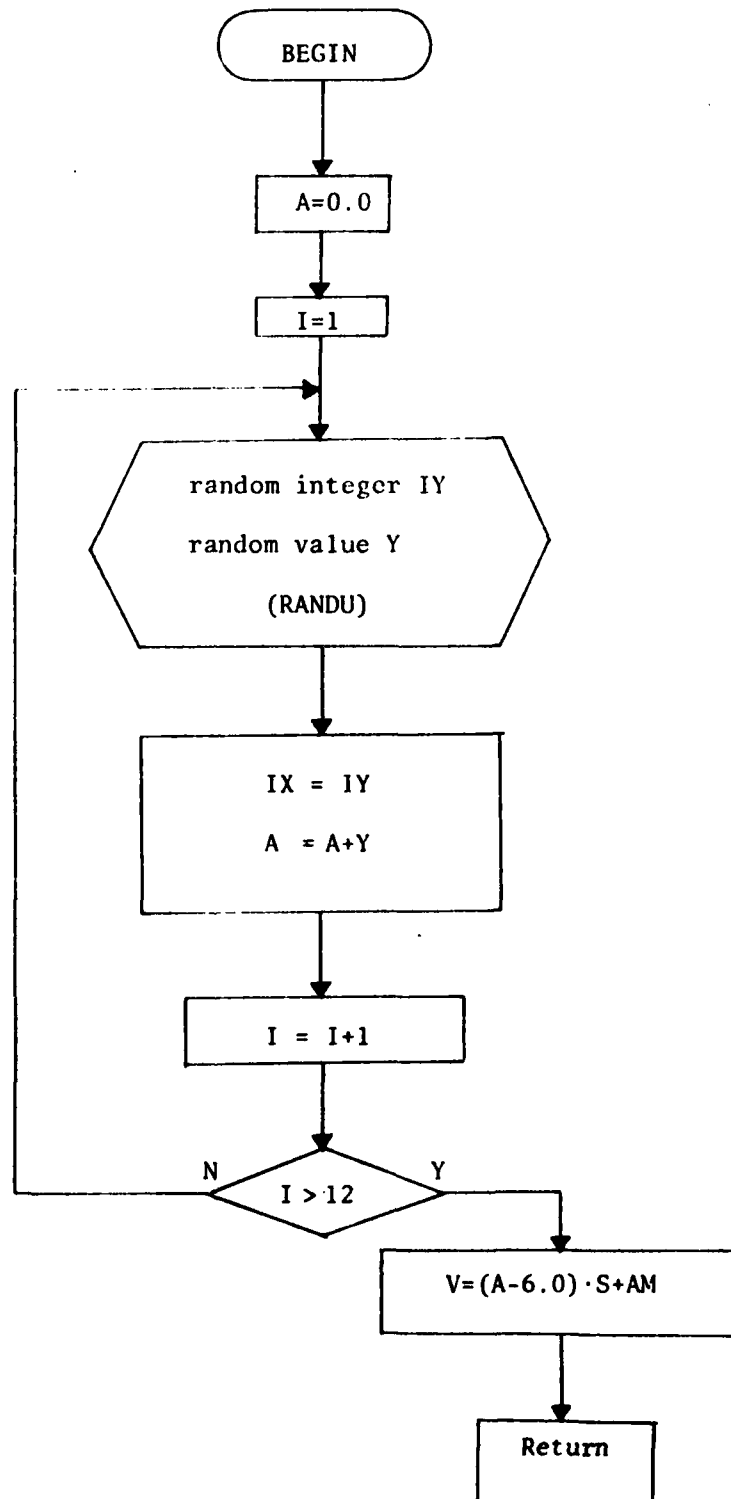 BEGIN
A=0.0
I=1
random integer IY
random value Y
(RANDU)
IX = IY
A = A+Y
I = I+1
N
Y
I > 12
V=(A-6.0)·S+AM
Return